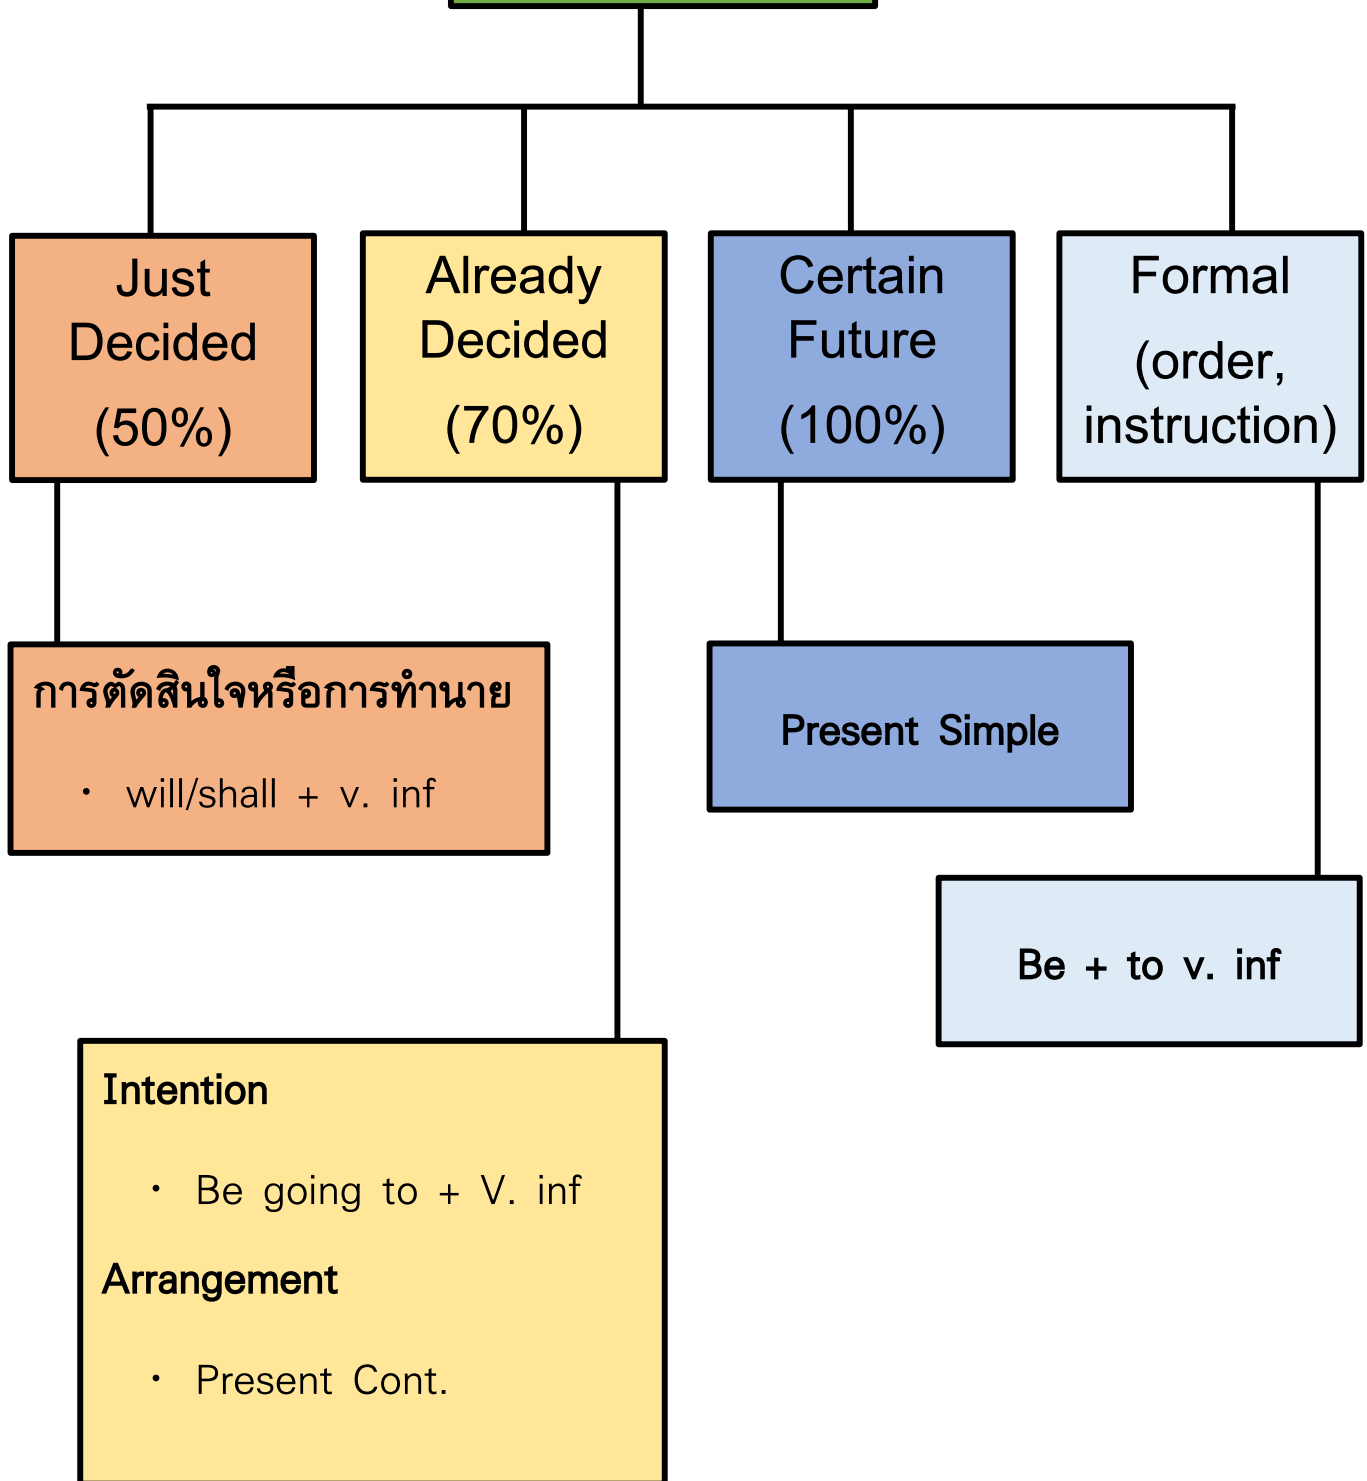 Just
Decided
(50%)
Already
Decided
(70%)
Certain
Future
(100%)
Formal
(order,
instruction)
การตัดสินใจหรือการทำนาย
· will/shall + v. inf
Present Simple
Be + to v. inf
Intention
· Be going to + V. inf
Arrangement
· Present Cont.